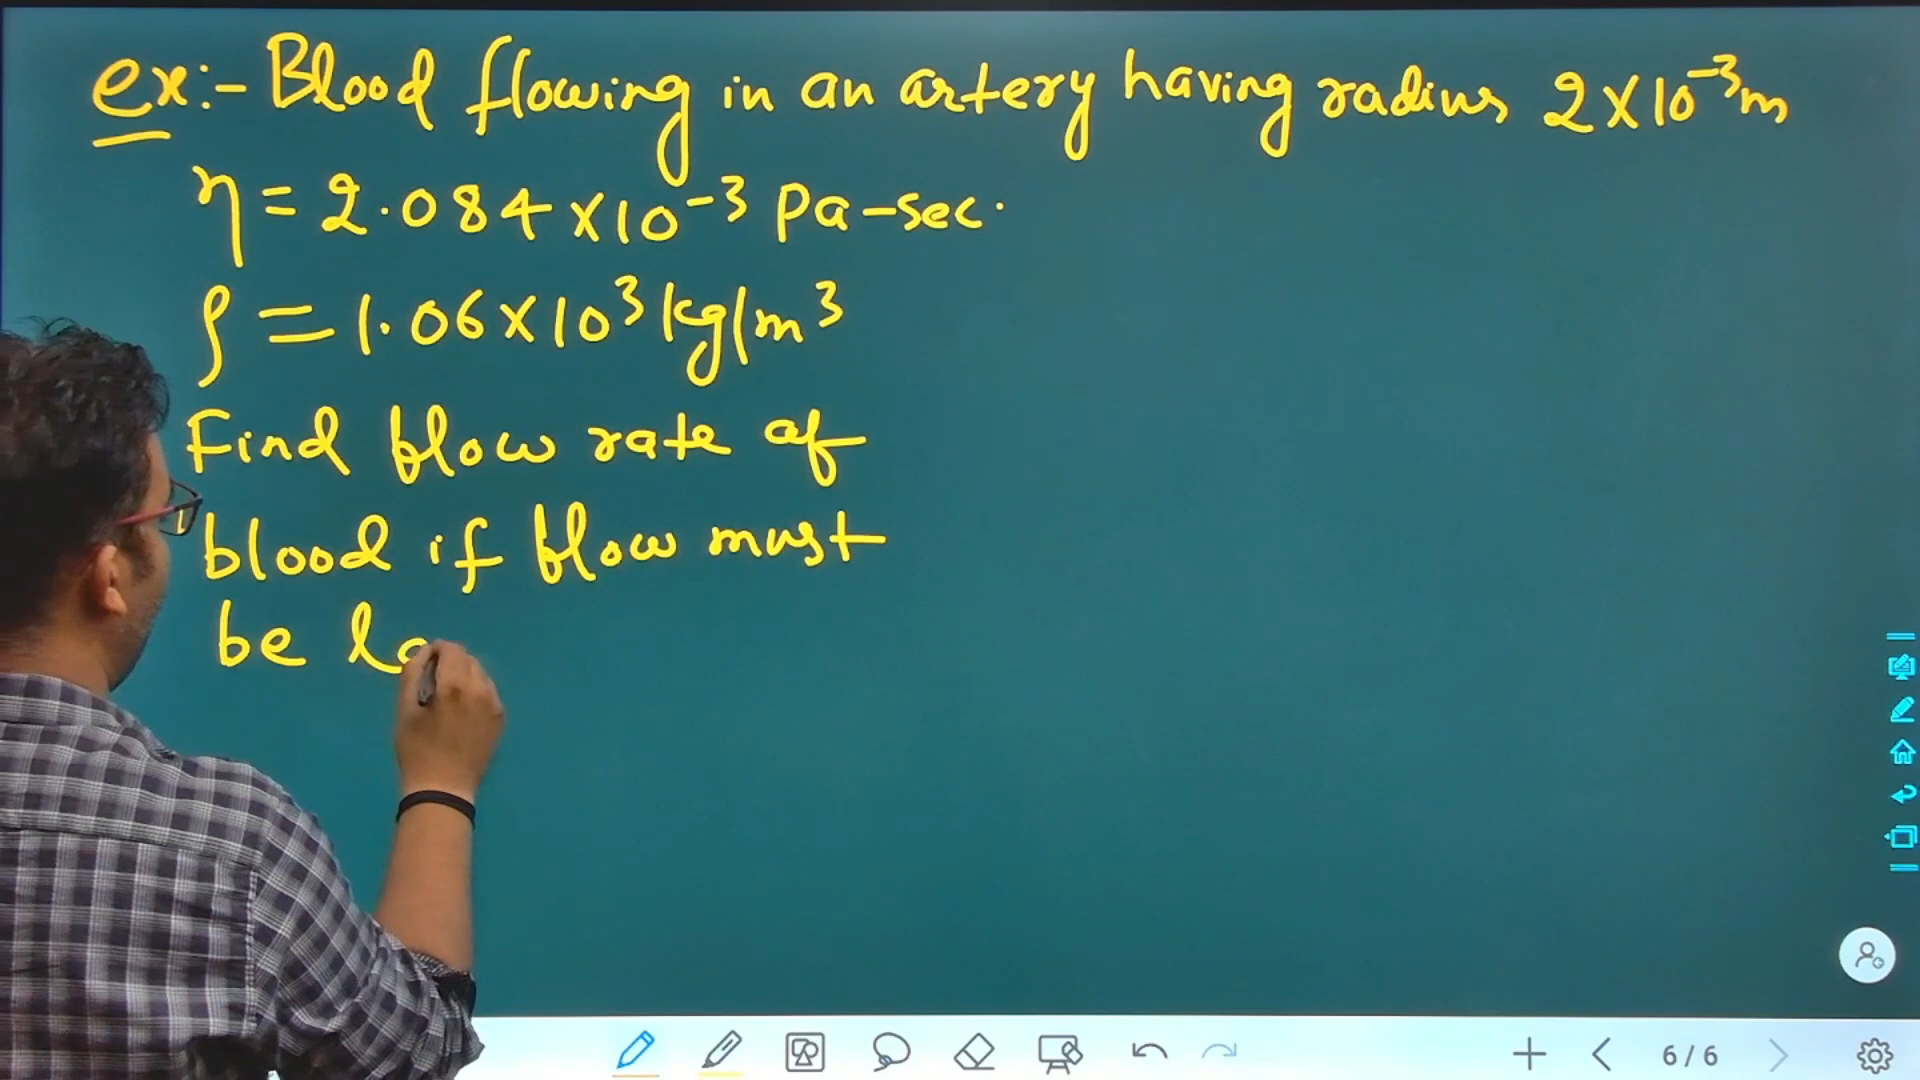 ex:- Blood flowing in an artery having radius 2×10⁻³m
η = 2.084 ×10⁻³ Pa-sec.
ρ = 1.06×10³ kg/m³
Find flow rate of
blood if flow must
be la
6/6